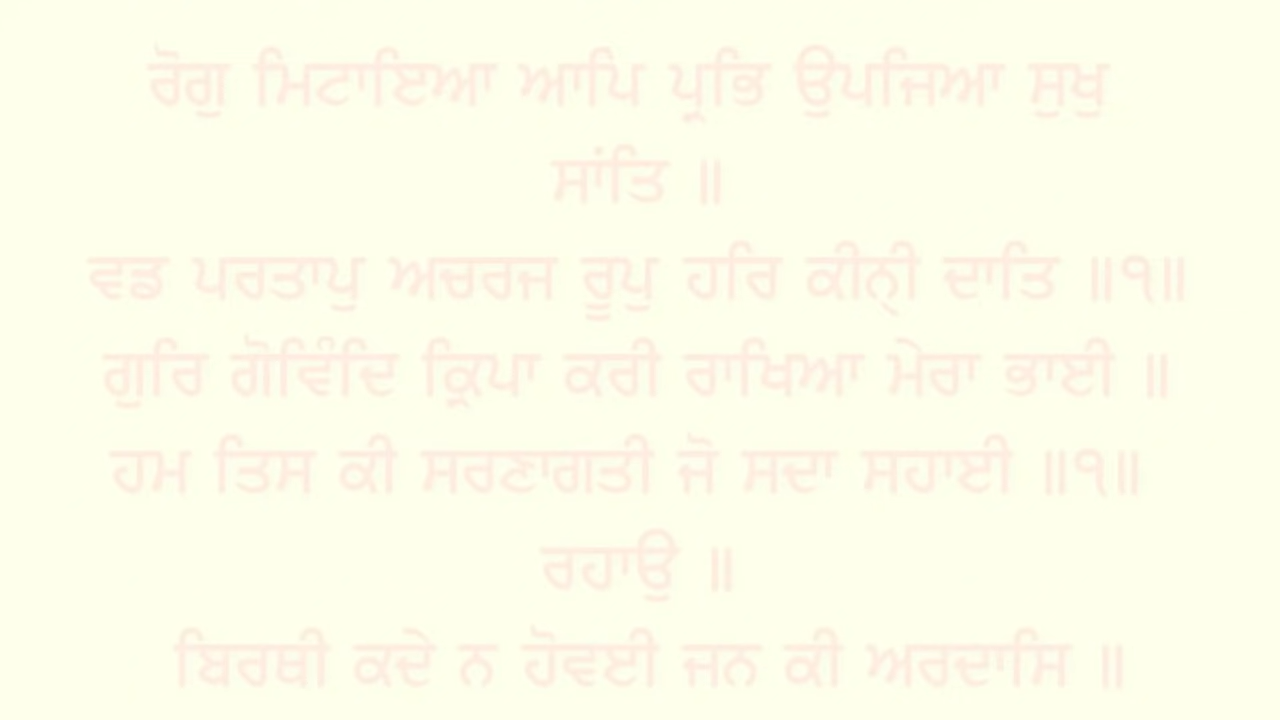 ਰੋਗੁ ਮਿਟਾਇਆ ਆਪਿ ਪ੍ਰਭਿ ਉਪਜਿਆ ਸੁਖੁ
ਸਾਂਤਿ ॥
ਵਡ ਪਰਤਾਪੁ ਅਚਰਜ ਰੂਪੁ ਹਰਿ ਕੀਨੑੀ ਦਾਤਿ ॥੧॥
ਗੁਰਿ ਗੋਵਿੰਦਿ ਕ੍ਰਿਪਾ ਕਰੀ ਰਾਖਿਆ ਮੇਰਾ ਭਾਈ ॥
ਹਮ ਤਿਸ ਕੀ ਸਰਣਾਗਤੀ ਜੋ ਸਦਾ ਸਹਾਈ ॥੧॥
ਰਹਾਉ ॥
ਬਿਰਥੀ ਕਦੇ ਨ ਹੋਵਈ ਜਨ ਕੀ ਅਰਦਾਸਿ ॥